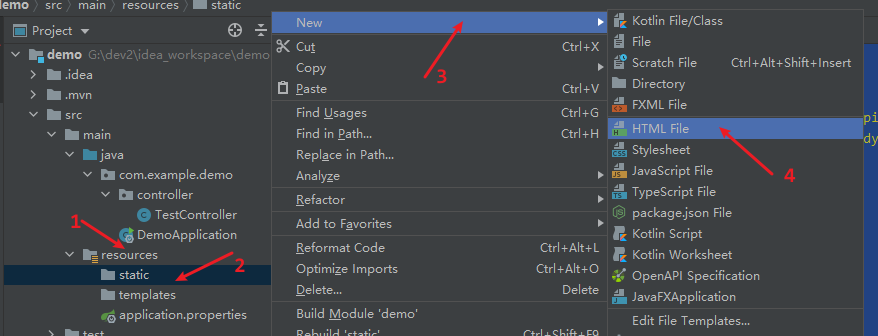 demo > src > main > resources > static
Project
demo G:\dev2\idea_workspace\demo
.idea
.mvn
src
main
java
com.example.demo
controller
TestController
DemoApplication
1
resources
2
static
templates
application.properties
test
New
3
Cut Ctrl+X
Copy
Paste Ctrl+V
Find Usages Ctrl+G
Find in Path... Ctrl+H
Replace in Path...
Analyze
Refactor
Add to Favorites
Reformat Code Ctrl+Alt+L
Optimize Imports Ctrl+Alt+O
Delete... Delete
Build Module 'demo'
Rebuild 'static' Ctrl+Shift+F9
Kotlin File/Class
File
Scratch File Ctrl+Alt+Shift+Insert
Directory
FXML File
HTML File
Stylesheet
JavaScript File
4
TypeScript File
package.json File
Kotlin Script
Kotlin Worksheet
OpenAPI Specification
JavaFXApplication
Edit File Templates...
pi
dy